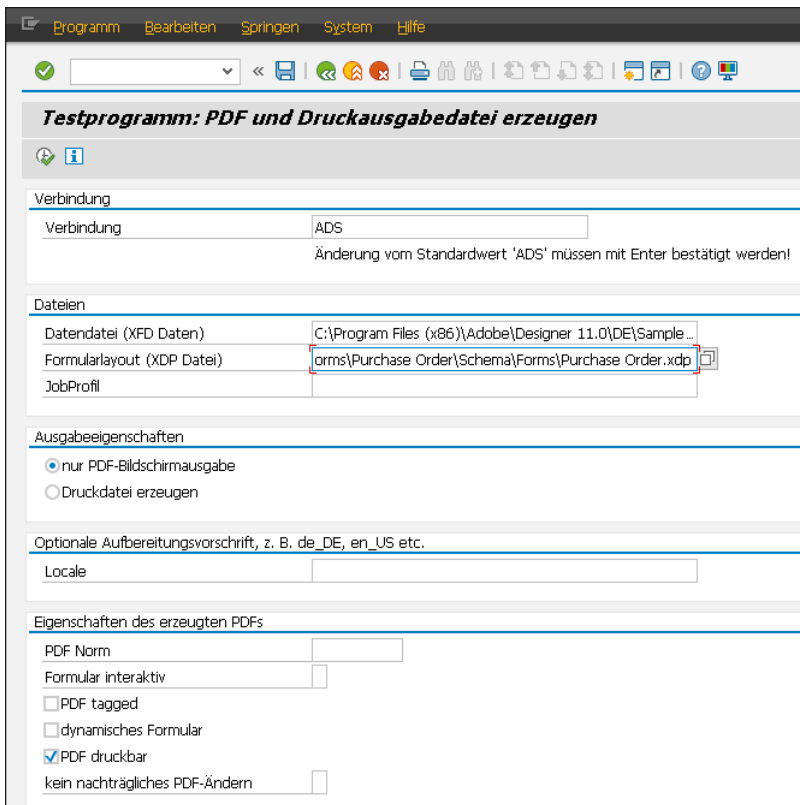 Programm Bearbeiten Springen System Hilfe
Testprogramm: PDF und Druckausgabedatei erzeugen
Verbindung
Verbindung ADS
Änderung vom Standardwert 'ADS' müssen mit Enter bestätigt werden!
Dateien
Datendatei (XFD Daten) C:\Program Files (x86)\Adobe\Designer 11.0\DE\Sample...
Formularlayout (XDP Datei) orms\Purchase Order\Schema\Forms\Purchase Order.xdp
JobProfil
Ausgabeeigenschaften
nur PDF-Bildschirmausgabe
Druckdatei erzeugen
Optionale Aufbereitungsvorschrift, z. B. de_DE, en_US etc.
Locale
Eigenschaften des erzeugten PDFs
PDF Norm
Formular interaktiv
PDF tagged
dynamisches Formular
PDF druckbar
kein nachträgliches PDF-Ändern